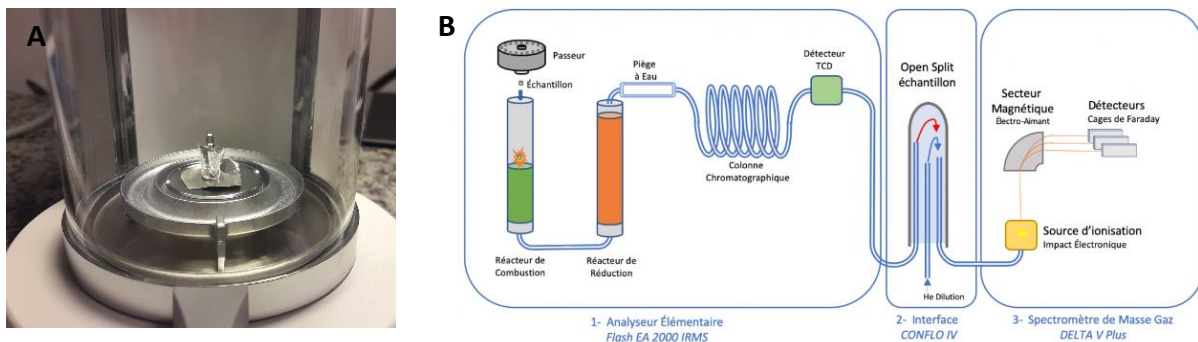 A
B
Passeur
Échantillon
Piège
à Eau
Détecteur
TCD
Colonne
Chromatographique
Réacteur de
Combustion
Réacteur de
Réduction
1- Analyseur Élémentaire
Flash EA 2000 IRMS
Open Split
échantillon
He Dilution
2- Interface
CONFLO IV
Secteur
Magnétique
Électro-Aimant
Détecteurs
Cages de Faraday
Source d'ionisation
Impact Électronique
3- Spectromètre de Masse Gaz
DELTA V Plus